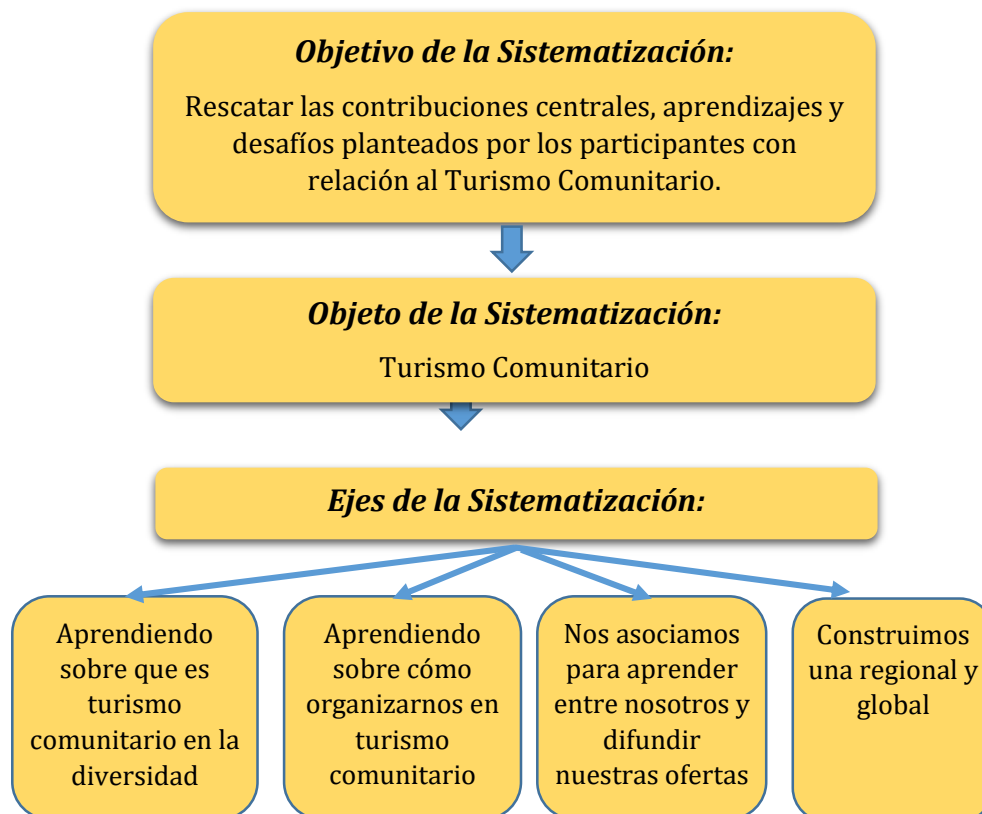 Objetivo de la Sistematización:
Rescatar las contribuciones centrales, aprendizajes y
desafíos planteados por los participantes con
relación al Turismo Comunitario.
Objeto de la Sistematización:
Turismo Comunitario
Ejes de la Sistematización:
Aprendiendo
sobre que es
turismo
comunitario en la
diversidad
Aprendiendo
sobre cómo
organizarnos en
turismo
comunitario
Nos asociamos
para aprender
entre nosotros y
difundir
nuestras ofertas
Construimos
una regional y
global